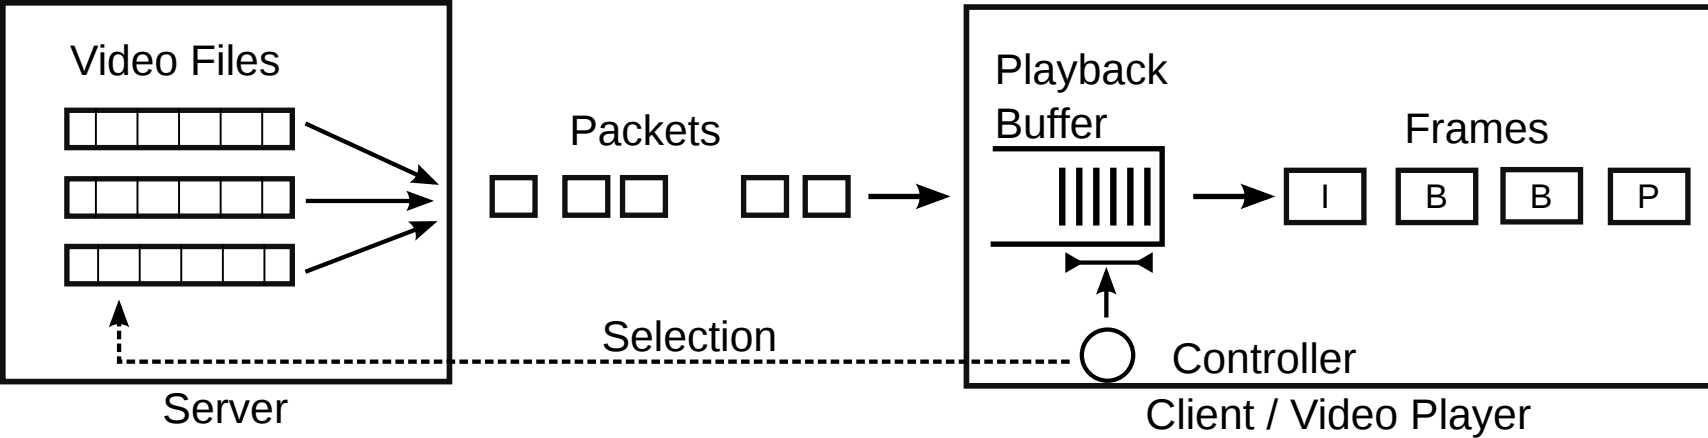 Video Files
Packets
Playback
Buffer
Frames
I B B P
Selection
Controller
Server
Client / Video Player